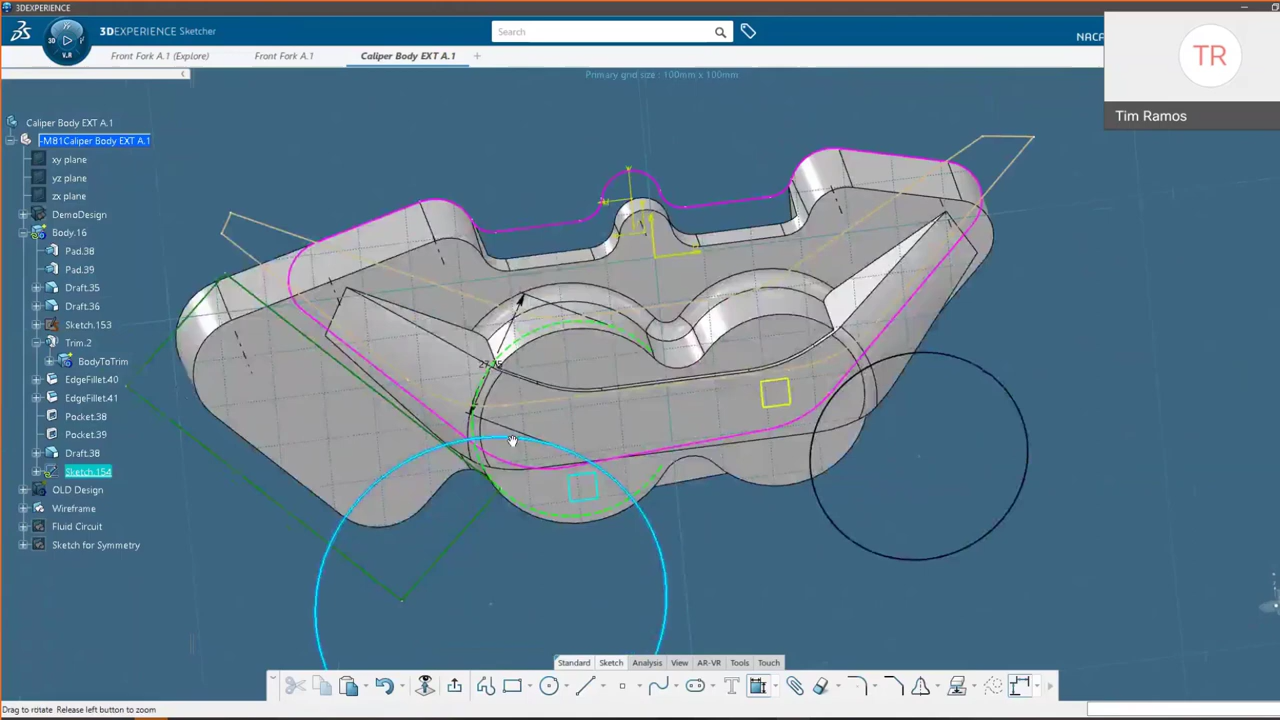 3DEXPERIENCE
3DEXPERIENCE Sketcher
Search
NACA
3D
V.R
TR
Tim Ramos
Front Fork A.1 (Explore)
Front Fork A.1
Caliper Body EXT A.1
Primary grid size : 100mm x 100mm
Caliper Body EXT A.1
-M81Caliper Body EXT A.1
xy plane
yz plane
zx plane
DemoDesign
Body.16
Pad.38
Pad.39
Draft.35
Draft.36
Sketch.153
Trim.2
BodyToTrim
EdgeFillet.40
EdgeFillet.41
Pocket.38
Pocket.39
Draft.38
Sketch.154
OLD Design
Wireframe
Fluid Circuit
Sketch for Symmetry
Standard
Sketch
Analysis
View
AR-VR
Tools
Touch
Drag to rotate Release left button to zoom